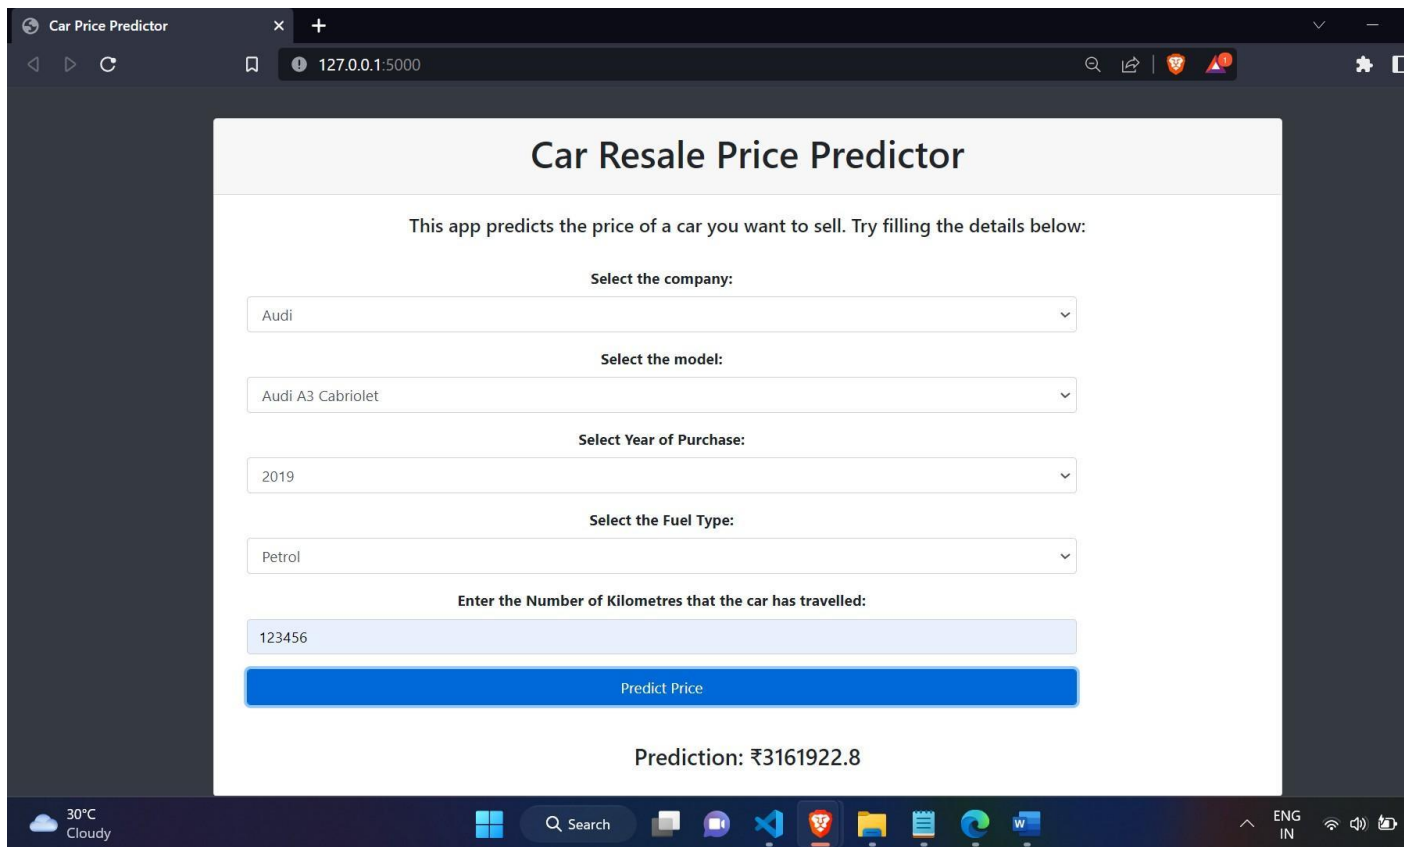 Car Price Predictor
127.0.0.1:5000
1
Car Resale Price Predictor
This app predicts the price of a car you want to sell. Try filling the details below:
Select the company:
Audi
Select the model:
Audi A3 Cabriolet
Select Year of Purchase:
2019
Select the Fuel Type:
Petrol
Enter the Number of Kilometres that the car has travelled:
123456
Predict Price
Prediction: ₹3161922.8
30°C
Cloudy
Search
W
ENG
IN